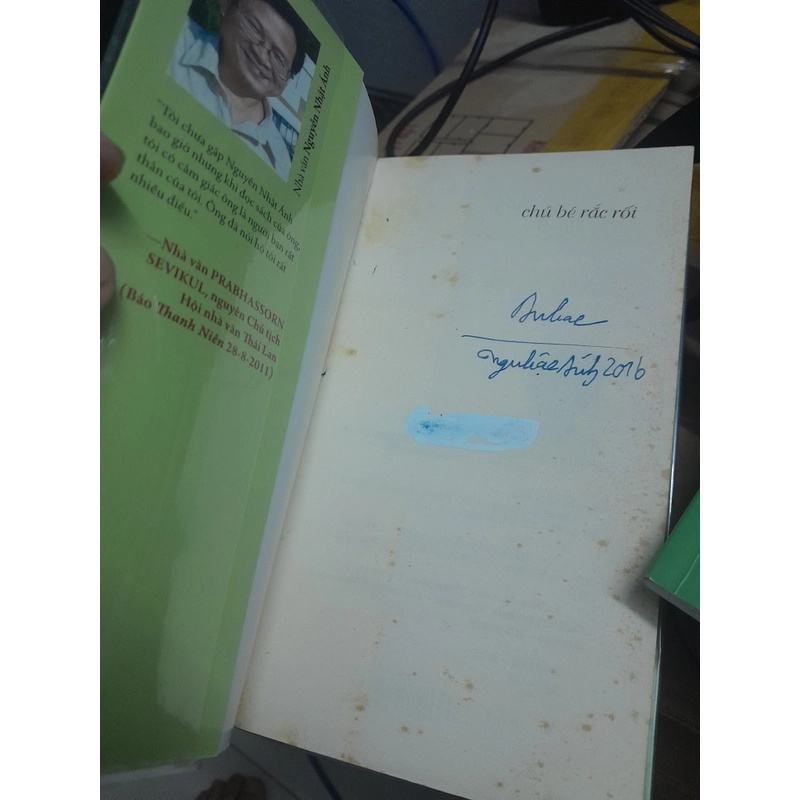 Nhà văn Nguyễn Nhật Ánh
"Tôi chưa gặp Nguyễn Nhật Ánh
bao giờ nhưng khi đọc sách của ông,
tôi có cảm giác ông là người bạn rất
thân của tôi. Ông đã nói hộ tôi rất
nhiều điều."
—Nhà văn PRABHASSORN
SEVIKUL, nguyên Chủ tịch
Hội nhà văn Thái Lan
(Báo Thanh Niên 28-8-2011)
chú bé rắc rối
2016